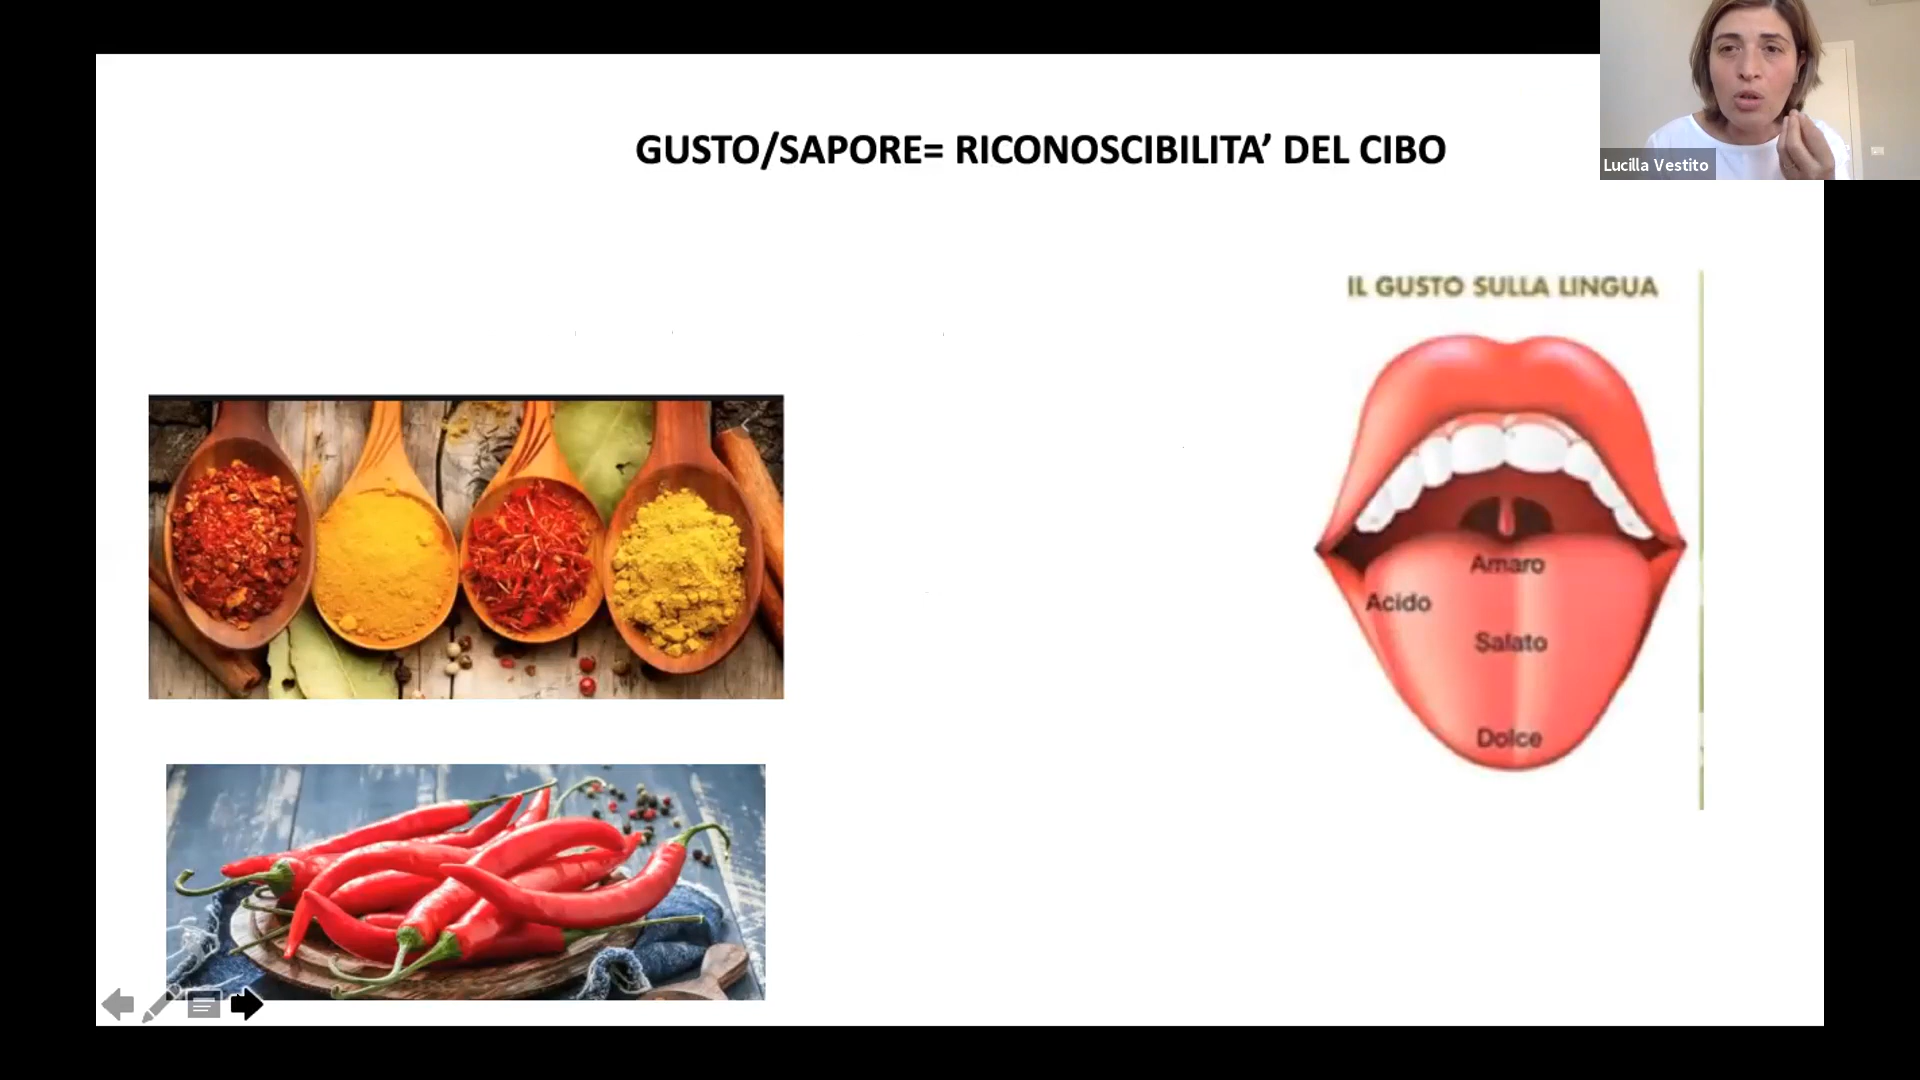 GUSTO/SAPORE= RICONOSCIBILITA’ DEL CIBO
Lucilla Vestito
IL GUSTO SULLA LINGUA
Amaro
Acido
Salato
Dolce